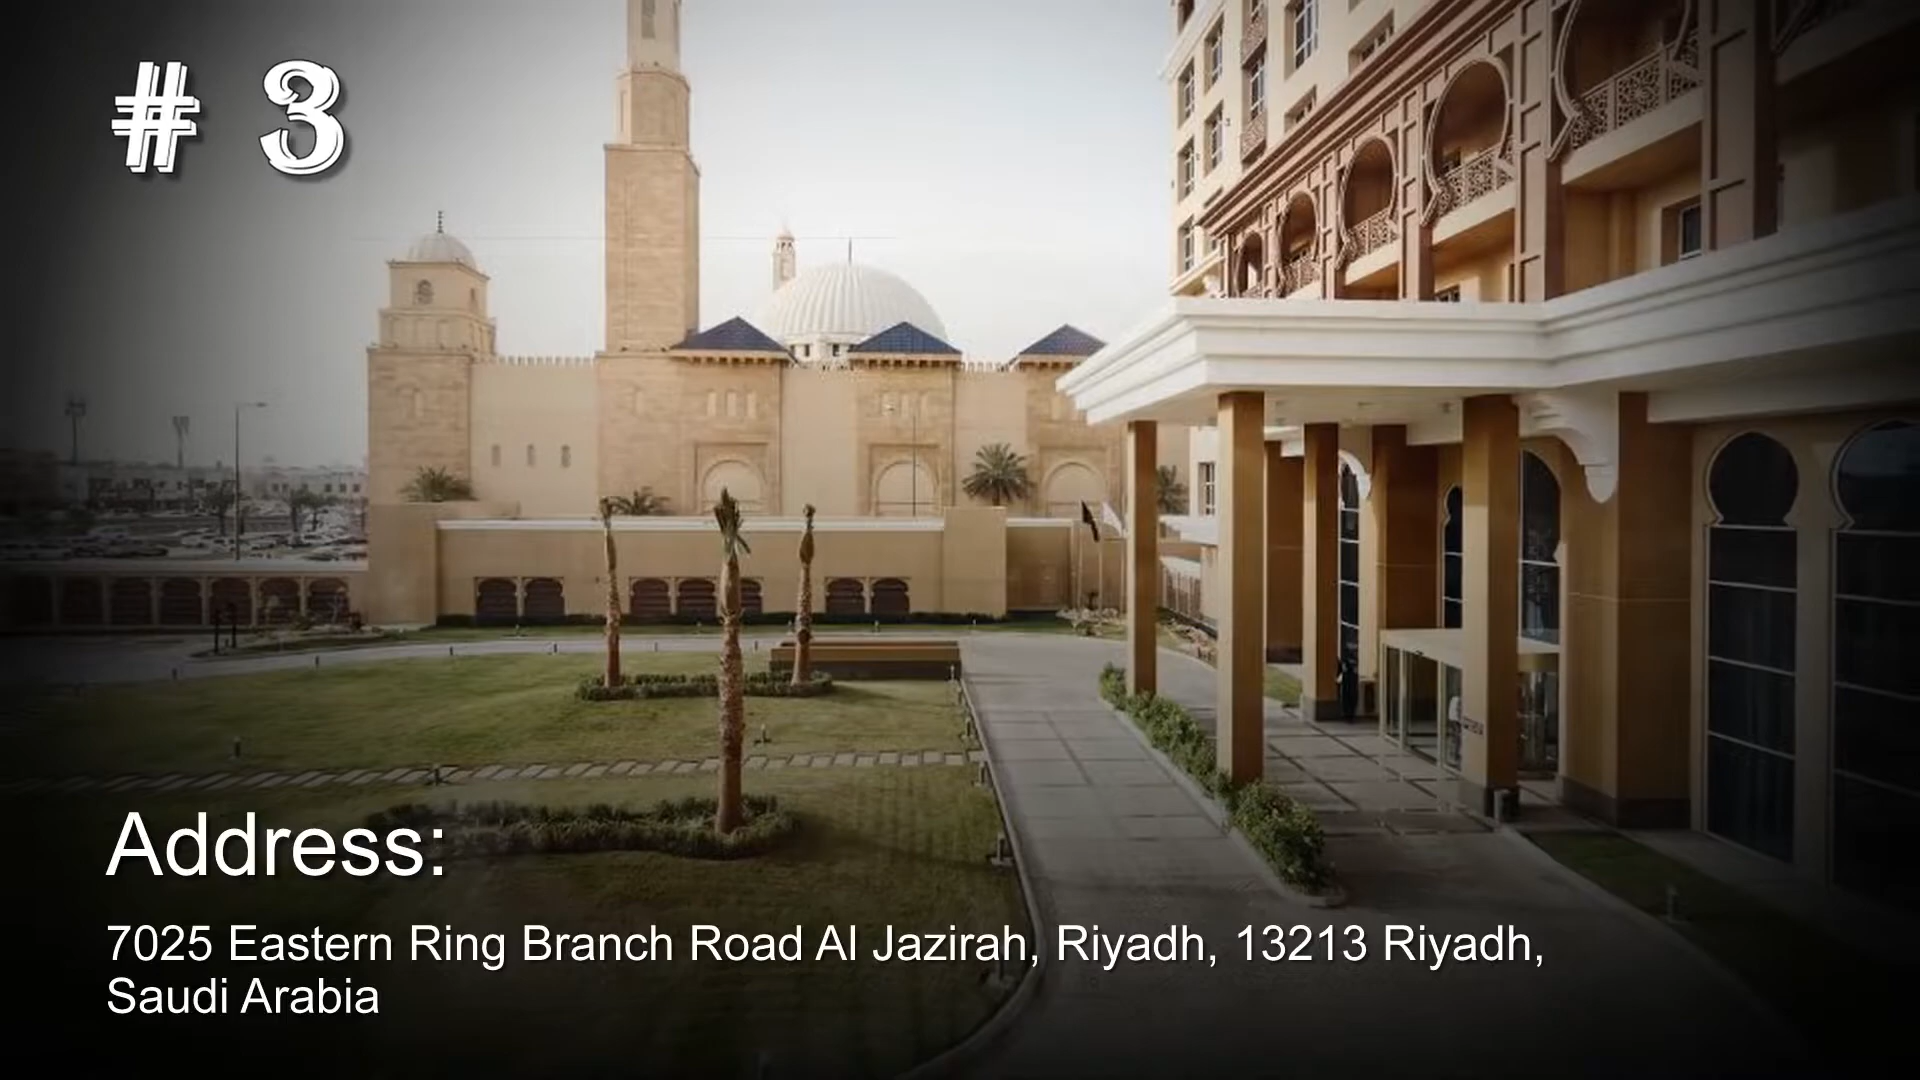 # 3
Address:
7025 Eastern Ring Branch Road Al Jazirah, Riyadh, 13213 Riyadh,
Saudi Arabia